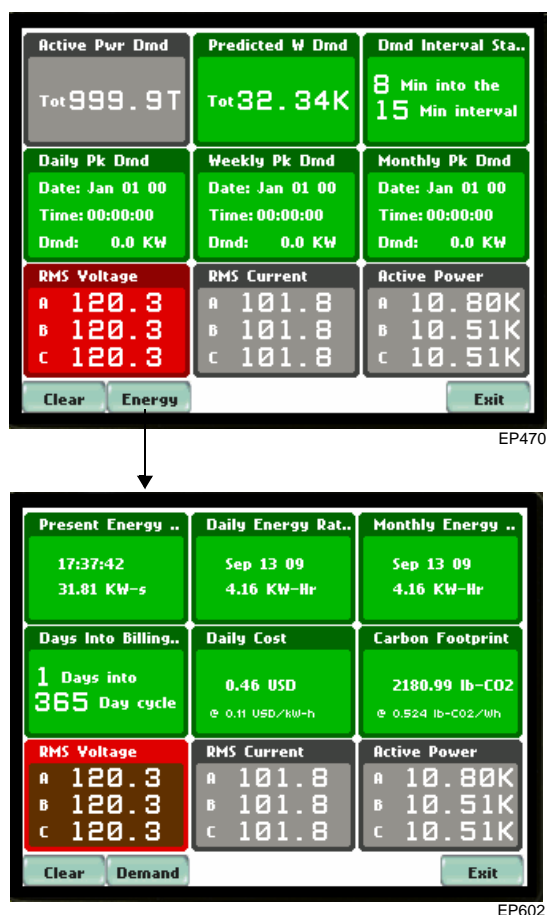 Active Pwr Dmd
Predicted W Dmd
Dmd Interval Sta..
Tot 999.9T
Tot 32.34K
8 Min into the
15 Min interval
Daily Pk Dmd
Date: Jan 01 00
Time: 00:00:00
Dmd: 0.0 KW
Weekly Pk Dmd
Date: Jan 01 00
Time: 00:00:00
Dmd: 0.0 KW
Monthly Pk Dmd
Date: Jan 01 00
Time: 00:00:00
Dmd: 0.0 KW
RMS Voltage
A 120.3
B 120.3
C 120.3
RMS Current
A 101.8
B 101.8
C 101.8
Active Power
A 10.80K
B 10.51K
C 10.51K
Clear
Energy
Exit
EP470
Present Energy ..
17:37:42
31.81 KW-s
Daily Energy Rat..
Sep 13 09
4.16 KW-Hr
Monthly Energy ..
Sep 13 09
4.16 KW-Hr
Days Into Billing..
1 Days into
365 Day cycle
Daily Cost
0.46 USD
@ 0.11 USD/kW-h
Carbon Footprint
2180.99 lb-CO2
@ 0.524 lb-CO2/Wh
RMS Voltage
A 120.3
B 120.3
C 120.3
RMS Current
A 101.8
B 101.8
C 101.8
Active Power
A 10.80K
B 10.51K
C 10.51K
Clear
Demand
Exit
EP602